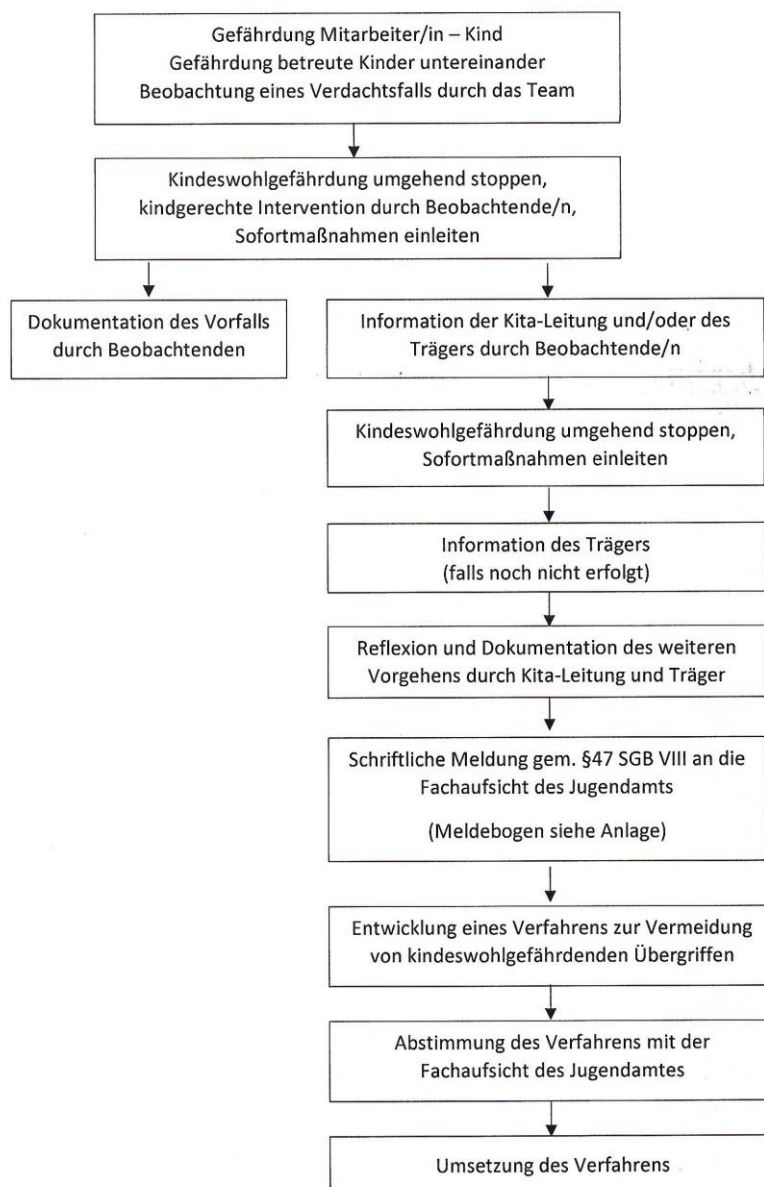 Gefährdung Mitarbeiter/in – Kind
Gefährdung betreute Kinder untereinander
Beobachtung eines Verdachtsfalls durch das Team
Kindeswohlgefährdung umgehend stoppen,
kindgerechte Intervention durch Beobachtende/n,
Sofortmaßnahmen einleiten
Dokumentation des Vorfalls
durch Beobachtenden
Information der Kita-Leitung und/oder des
Trägers durch Beobachtende/n
Kindeswohlgefährdung umgehend stoppen,
Sofortmaßnahmen einleiten
Information des Trägers
(falls noch nicht erfolgt)
Reflexion und Dokumentation des weiteren
Vorgehens durch Kita-Leitung und Träger
Schriftliche Meldung gem. §47 SGB VIII an die
Fachaufsicht des Jugendamts
(Meldebogen siehe Anlage)
Entwicklung eines Verfahrens zur Vermeidung
von kindeswohlgefährdenden Übergriffen
Abstimmung des Verfahrens mit der
Fachaufsicht des Jugendamtes
Umsetzung des Verfahrens